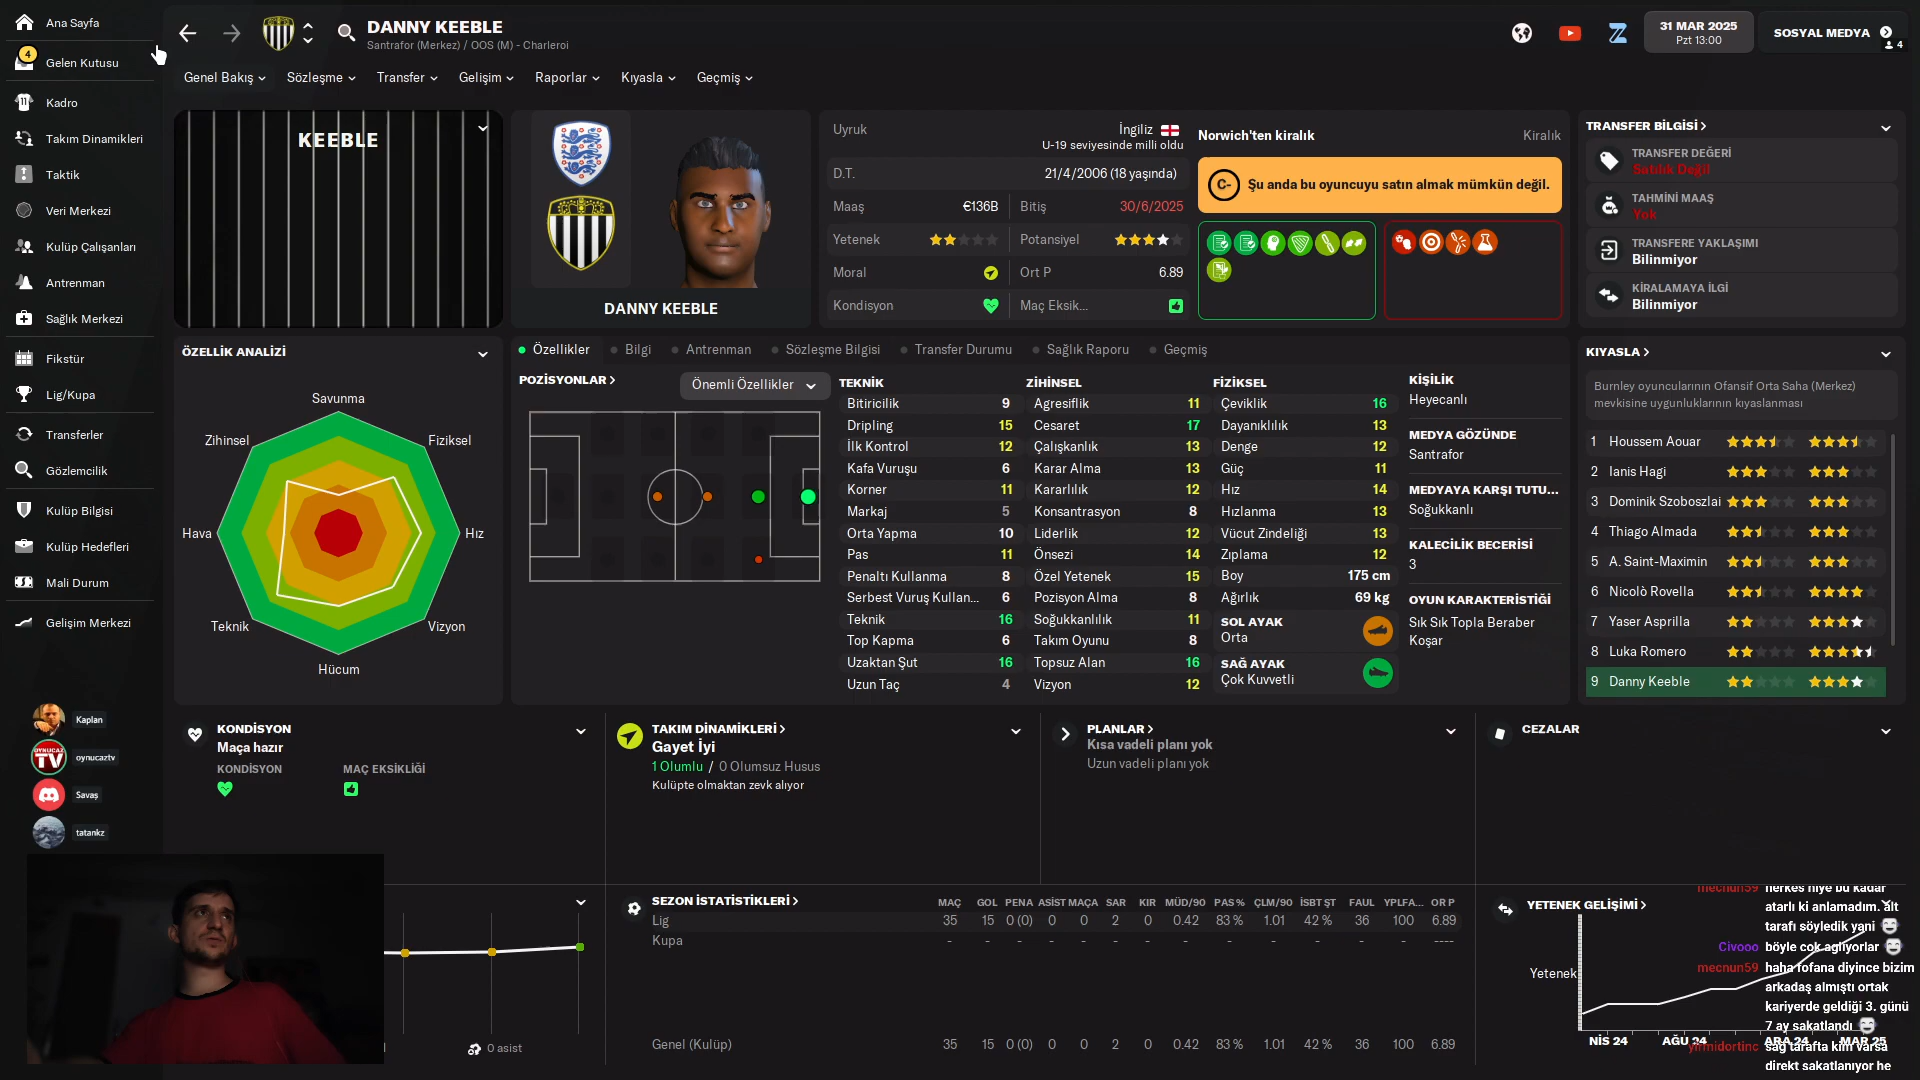 Ana Sayfa
4
Gelen Kutusu
Kadro
Takım Dinamikleri
Taktik
Veri Merkezi
Kulüp Çalışanları
Antrenman
Sağlık Merkezi
Fikstür
Lig/Kupa
Transferler
Gözlemcilik
Kulüp Bilgisi
Kulüp Hedefleri
Mali Durum
Gelişim Merkezi
Kaplan
OYNUCAZ TV
oynucaztv
Savaş
tatankz
DANNY KEEBLE
Santrafor (Merkez) / OOS (M) - Charleroi
31 MAR 2025
Pzt 13:00
SOSYAL MEDYA
4
Genel Bakış
Sözleşme
Transfer
Gelişim
Raporlar
Kıyasla
Geçmiş
KEEBLE
DANNY KEEBLE
Uyruk İngiliz
U-19 seviyesinde milli oldu
D.T. 21/4/2006 (18 yaşında)
Maaş €136B Bitiş 30/6/2025
Yetenek Potansiyel
Moral Ort P 6.89
Kondisyon Maç Eksik...
Norwich'ten kiralık Kiralık
C- Şu anda bu oyuncuyu satın almak mümkün değil.
TRANSFER BİLGİSİ >
TRANSFER DEĞERİ
Satılık Değil
TAHMİNİ MAAŞ
Yok
TRANSFERE YAKLAŞIMI
Bilinmiyor
KİRALAMAYA İLGİ
Bilinmiyor
ÖZELLİK ANALİZİ
Savunma
Zihinsel
Fiziksel
Hava
Hız
Teknik
Vizyon
Hücum
Özellikler
Bilgi
Antrenman
Sözleşme Bilgisi
Transfer Durumu
Sağlık Raporu
Geçmiş
POZİSYONLAR >
Önemli Özellikler
TEKNİK
Bitiricilik 9
Dripling 15
İlk Kontrol 12
Kafa Vuruşu 6
Korner 11
Markaj 5
Orta Yapma 10
Pas 11
Penaltı Kullanma 8
Serbest Vuruş Kullan... 6
Teknik 16
Top Kapma 6
Uzaktan Şut 16
Uzun Taç 4
ZİHİNSEL
Agresiflik 11
Cesaret 17
Çalışkanlık 13
Karar Alma 13
Kararlılık 12
Konsantrasyon 8
Liderlik 12
Önsezi 14
Özel Yetenek 15
Pozisyon Alma 8
Soğukkanlılık 11
Takım Oyunu 8
Topsuz Alan 16
Vizyon 12
FİZİKSEL
Çeviklik 16
Dayanıklılık 13
Denge 12
Güç 11
Hız 14
Hızlanma 13
Vücut Zindeliği 13
Zıplama 12
Boy 175 cm
Ağırlık 69 kg
SOL AYAK
Orta
SAĞ AYAK
Çok Kuvvetli
KİŞİLİK
Heyecanlı
MEDYA GÖZÜNDE
Santrafor
MEDYAYA KARŞI TUTU...
Soğukkanlı
KALECİLİK BECERİSİ
3
OYUN KARAKTERİSTİĞİ
Sık Sık Topla Beraber
Koşar
KIYASLA >
Burnley oyuncularının Ofansif Orta Saha (Merkez)
mevkisine uygunluklarının kıyaslanması
1 Houssem Aouar
2 Ianis Hagi
3 Dominik Szoboszlai
4 Thiago Almada
5 A. Saint-Maximin
6 Nicolò Rovella
7 Yaser Asprilla
8 Luka Romero
9 Danny Keeble
KONDİSYON
Maça hazır
KONDİSYON MAÇ EKSİKLİĞİ
TAKIM DİNAMİKLERİ >
Gayet İyi
1 Olumlu / 0 Olumsuz Husus
Kulüpte olmaktan zevk alıyor
PLANLAR >
Kısa vadeli planı yok
Uzun vadeli planı yok
CEZALAR
0 asist
SEZON İSTATİSTİKLERİ > MAÇ GOL PENA ASİST MAÇA SAR KIR MÜD/90 PAS % ÇLM/90 İSBT ŞT FAUL YPLFA... OR P
Lig 35 15 0 (0) 0 0 2 0 0.42 83 % 1.01 42 % 36 100 6.89
Kupa - - - - - - - - - - - - - ----
Genel (Kulüp) 35 15 0 (0) 0 0 2 0 0.42 83 % 1.01 42 % 36 100 6.89
YETENEK GELİŞİMİ >
Yetenek
NİS 24 AĞU 24 ARA 24 MAR 25
mecnun59 herkes niye bu kadar
atarlı ki anlamadım. alt
tarafı söyledik yani
Civooo böyle cok aglıyorlar
mecnun59 haha fofana diyince bizim
arkadaş almıştı ortak
kariyerde geldiği 3. günü
7 ay sakatlandı
yirmidortinc sağ tarafta kim varsa
direkt sakatlanıyor he